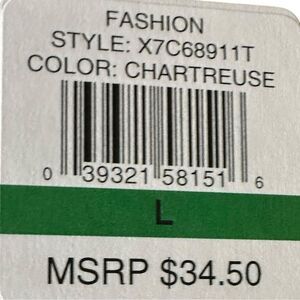 FASHION
STYLE: X7C68911T
COLOR: CHARTREUSE
0 39321 58151 6
L
MSRP $34.50